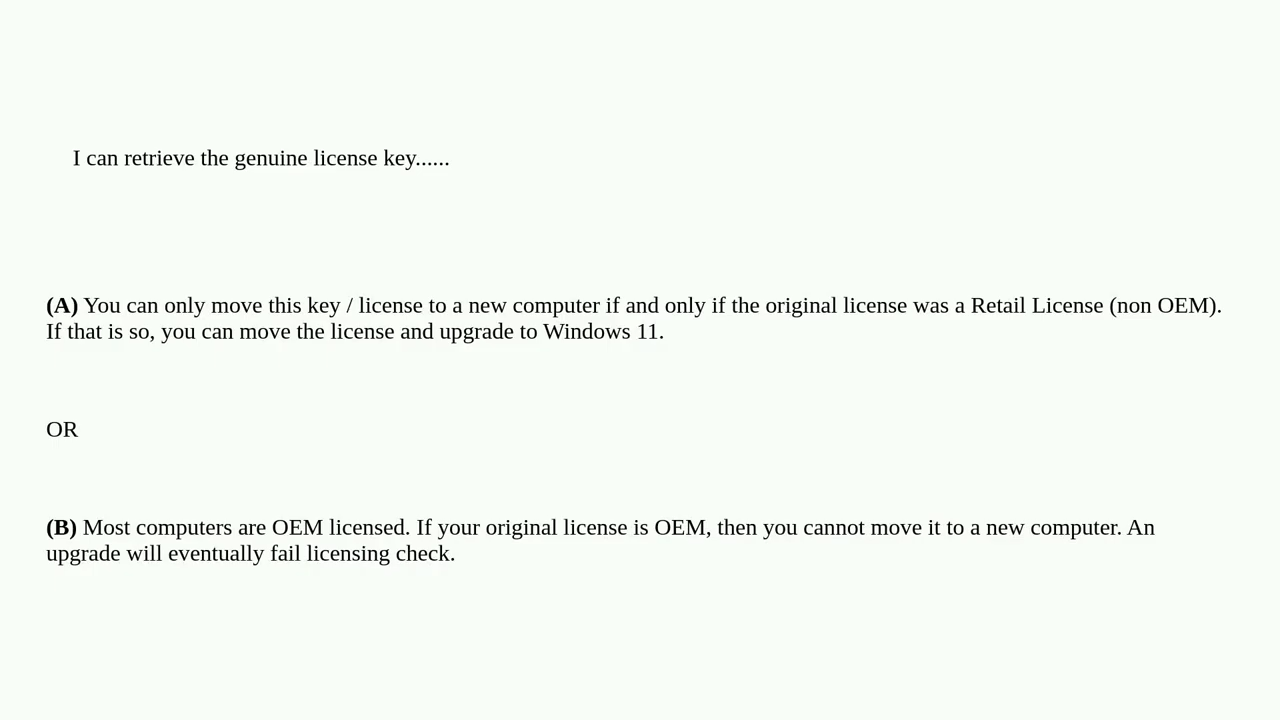 I can retrieve the genuine license key......
(A) You can only move this key / license to a new computer if and only if the original license was a Retail License (non OEM).
If that is so, you can move the license and upgrade to Windows 11.
OR
(B) Most computers are OEM licensed. If your original license is OEM, then you cannot move it to a new computer. An
upgrade will eventually fail licensing check.